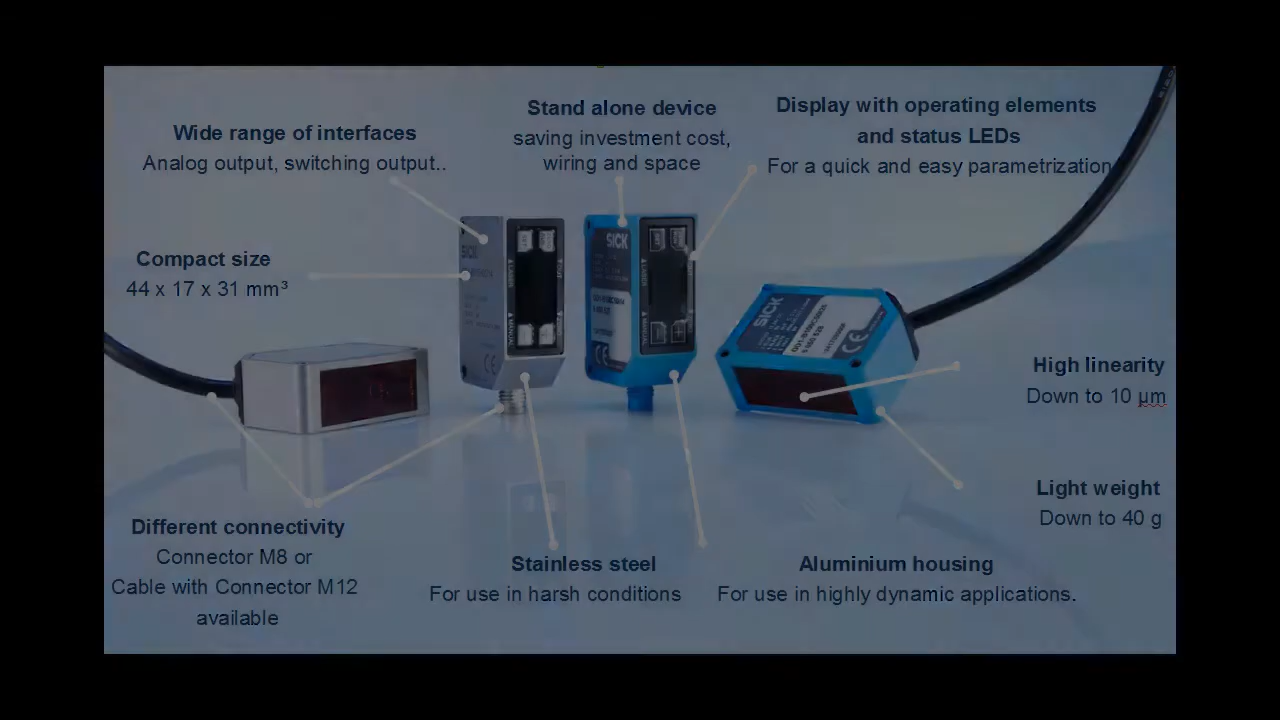 Stand alone device
saving investment cost,
wiring and space
Display with operating elements
and status LEDs
For a quick and easy parametrization
Wide range of interfaces
Analog output, switching output..
Compact size
44 x 17 x 31 mm³
SICK
SICK
SICK
High linearity
Down to 10 µm
Light weight
Down to 40 g
Different connectivity
Connector M8 or
Cable with Connector M12
available
Stainless steel
For use in harsh conditions
Aluminium housing
For use in highly dynamic applications.